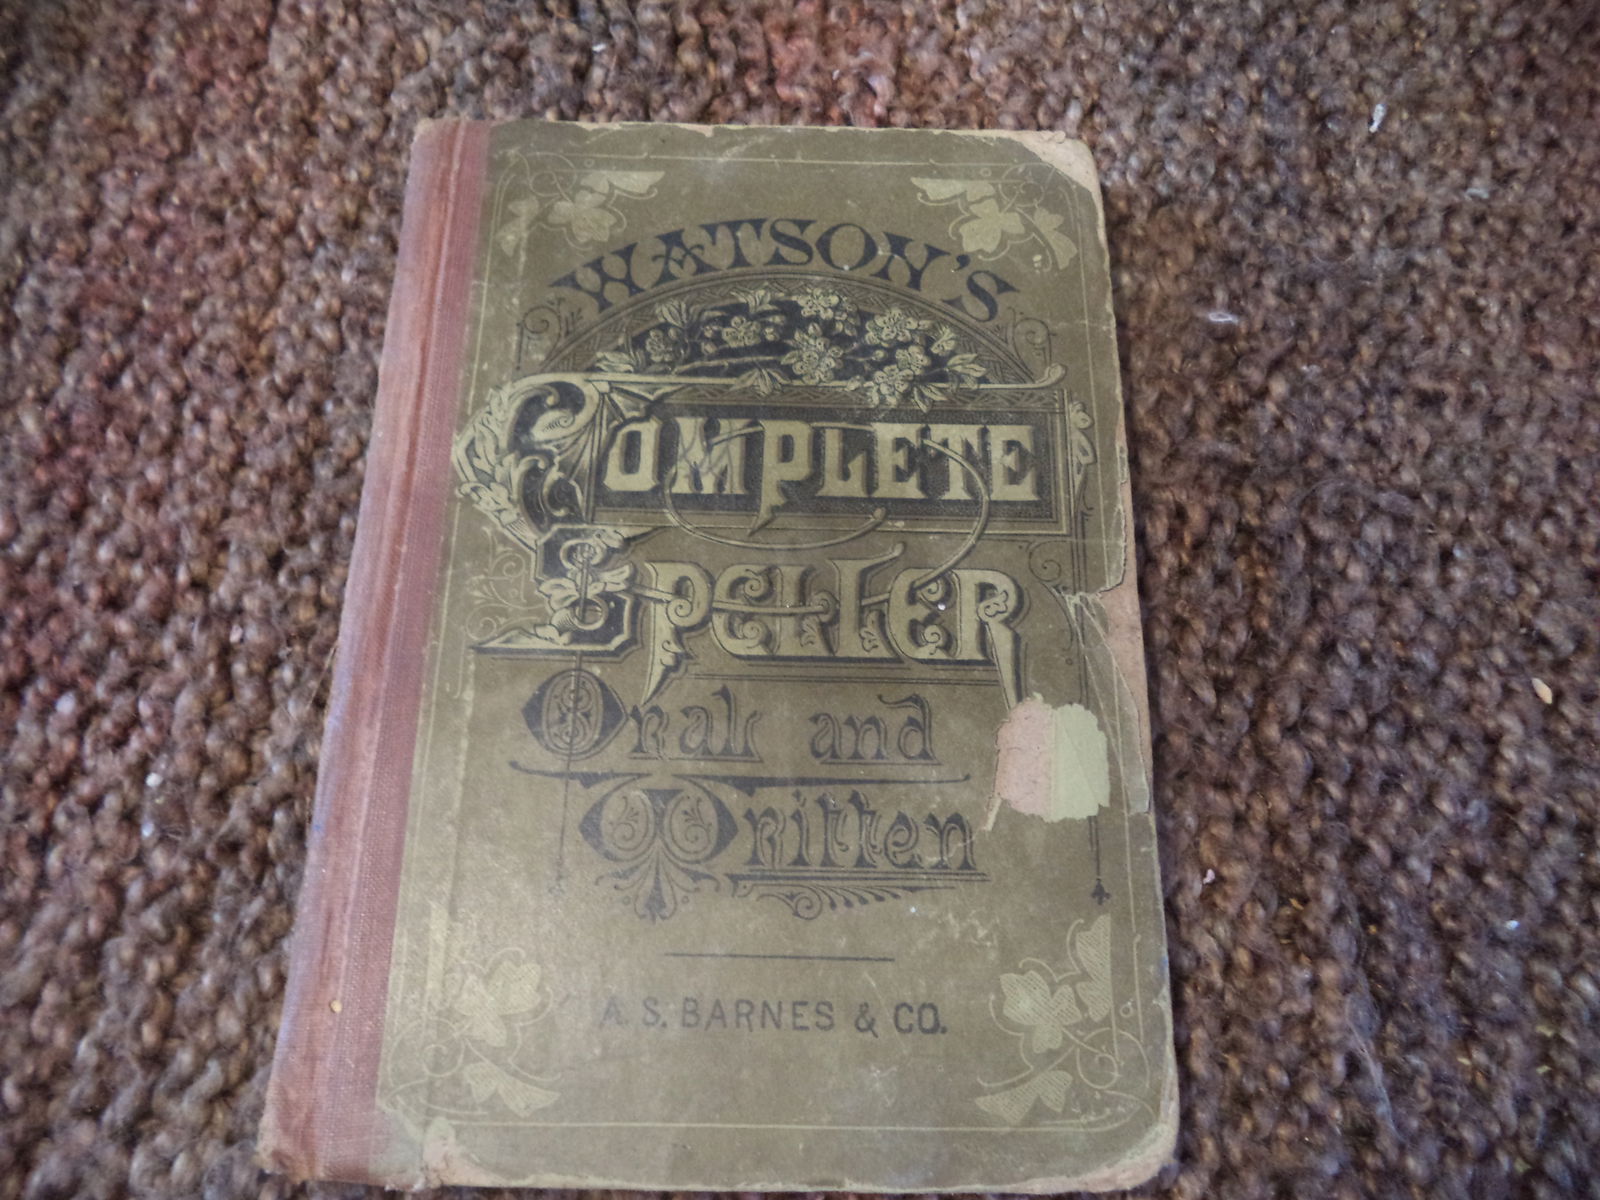 WATSON'S
COMPLETE
SPELLER
Oral and
Written
A. S. BARNES & CO.